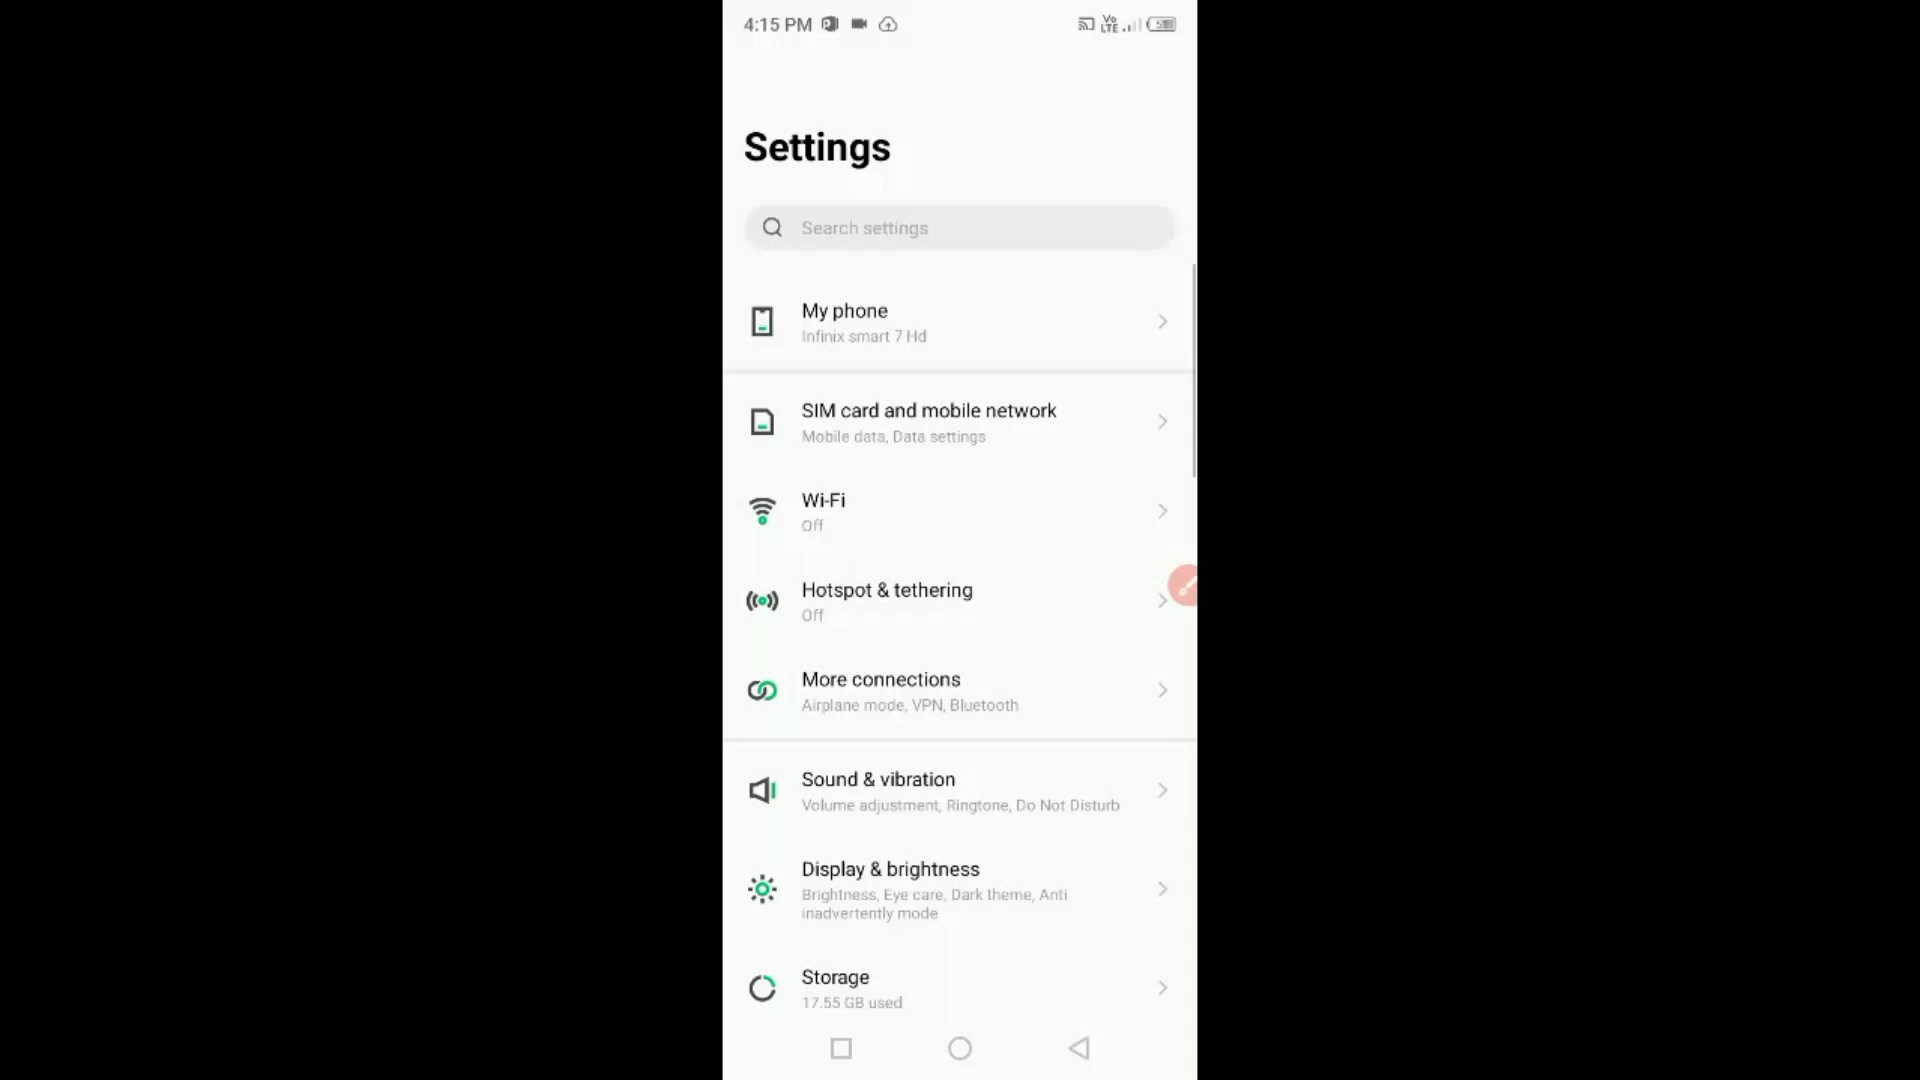 4:15 PM
Vo
LTE
Settings
Search settings
My phone
Infinix smart 7 Hd
SIM card and mobile network
Mobile data, Data settings
Wi-Fi
Off
Hotspot & tethering
Off
More connections
Airplane mode, VPN, Bluetooth
Sound & vibration
Volume adjustment, Ringtone, Do Not Disturb
Display & brightness
Brightness, Eye care, Dark theme, Anti
inadvertently mode
Storage
17.55 GB used